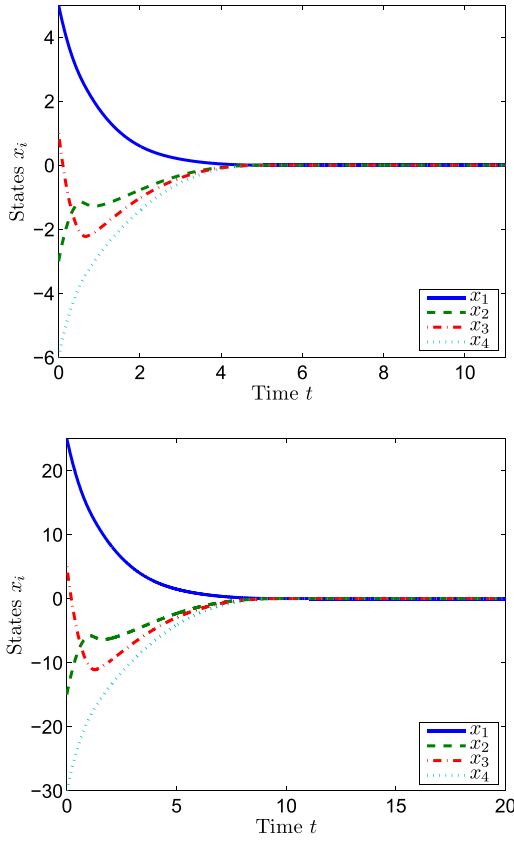 4
2
0
−2
−4
−6
States x_i
0 2 4 6 8 10
Time t
x_1
x_2
x_3
x_4
20
10
0
−10
−20
−30
States x_i
0 5 10 15 20
Time t
x_1
x_2
x_3
x_4